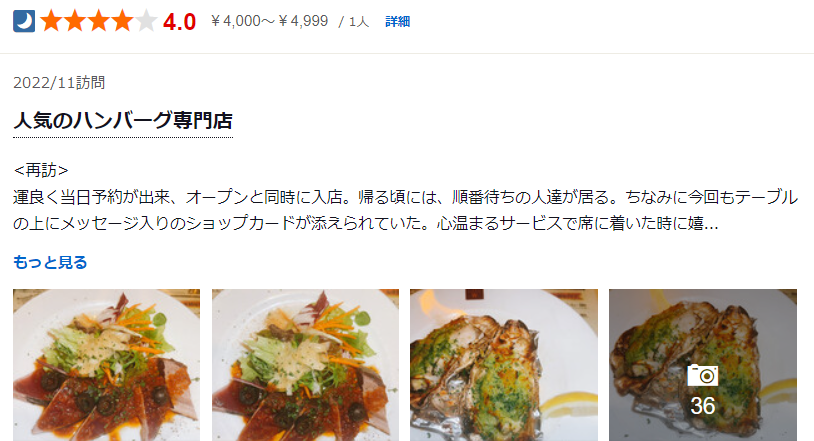 4.0 ￥4,000～￥4,999 / 1人 詳細
2022/11訪問
人気のハンバーグ専門店
<再訪>
運良く当日予約が出来、オープンと同時に入店。帰る頃には、順番待ちの人達が居る。ちなみに今回もテーブル
の上にメッセージ入りのショップカードが添えられていた。心温まるサービスで席に着いた時に嬉...
もっと見る
36